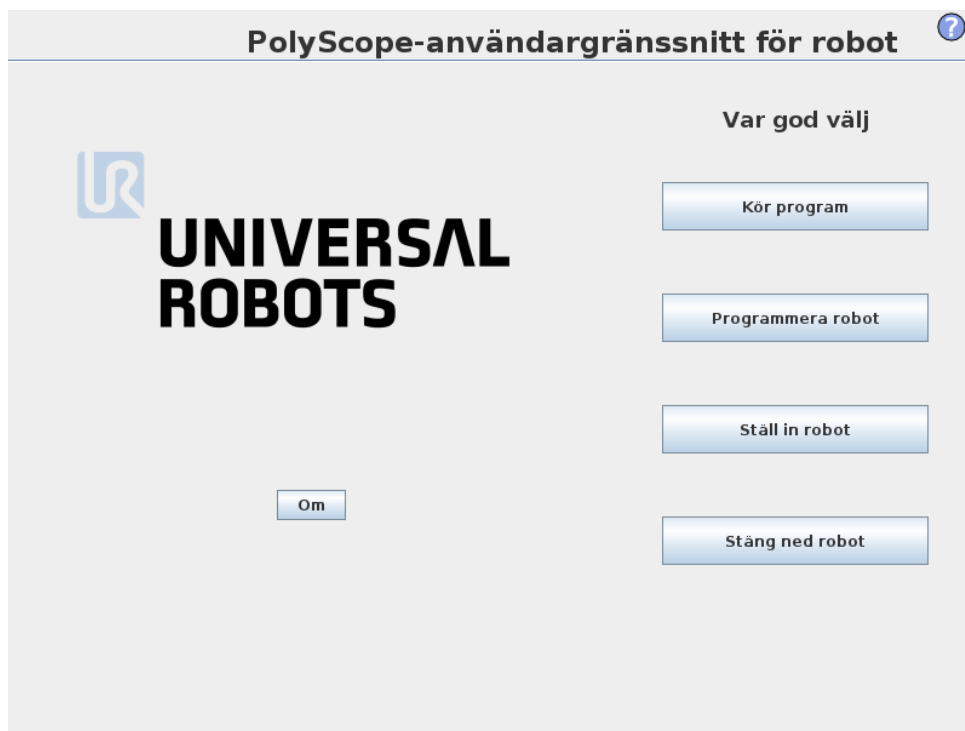 PolyScope-användargränssnitt för robot
?
Var god välj
UR
UNIVERSAL
ROBOTS
Kör program
Programmera robot
Ställ in robot
Om
Stäng ned robot